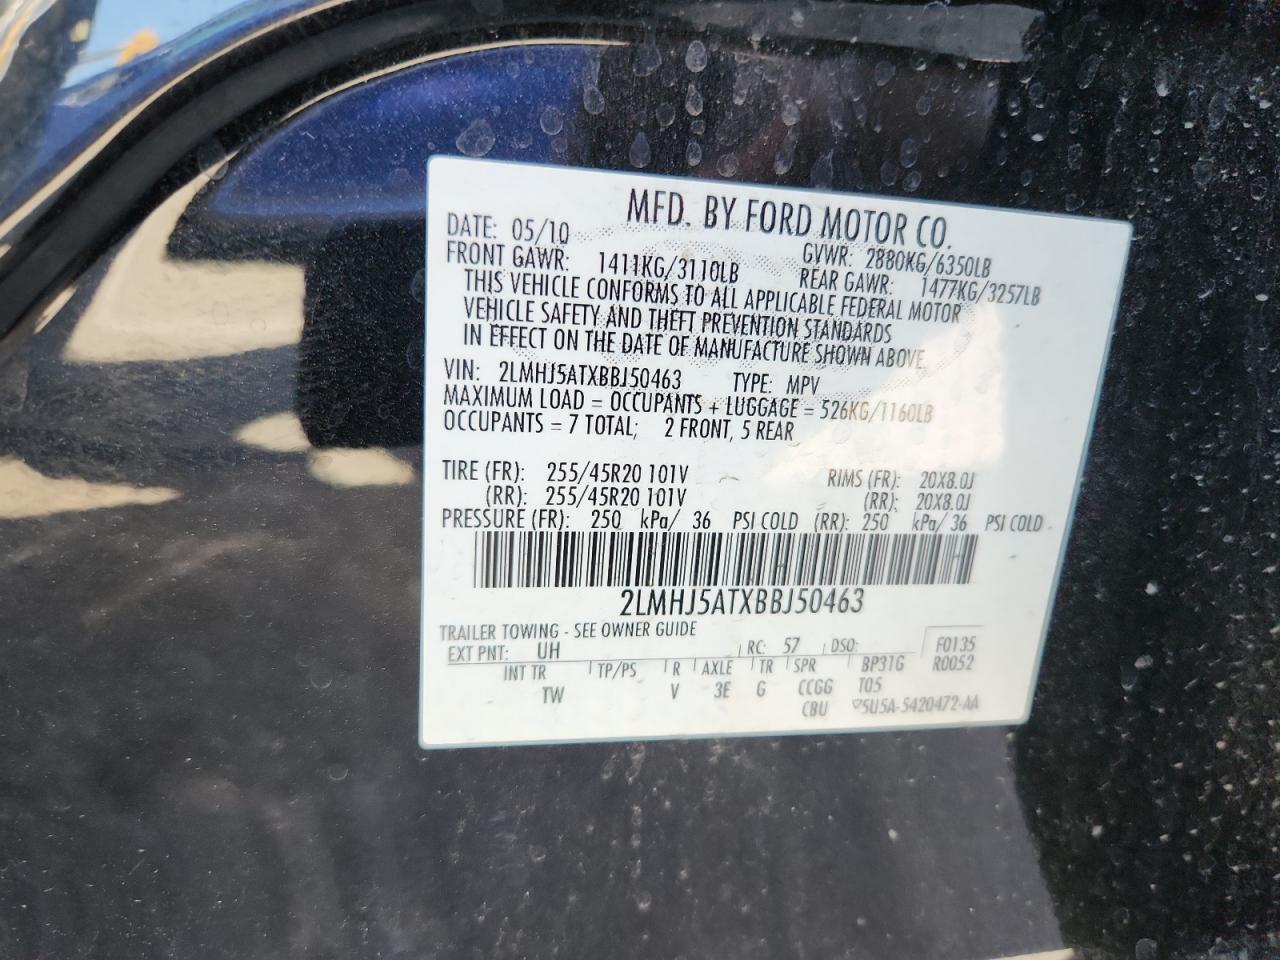 MFD. BY FORD MOTOR CO.
DATE: 05/10 GVWR: 2880KG/6350LB
FRONT GAWR: 1411KG/3110LB REAR GAWR: 1477KG/3257LB
THIS VEHICLE CONFORMS TO ALL APPLICABLE FEDERAL MOTOR
VEHICLE SAFETY AND THEFT PREVENTION STANDARDS
IN EFFECT ON THE DATE OF MANUFACTURE SHOWN ABOVE.
VIN: 2LMHJ5ATXBBJ50463 TYPE: MPV
MAXIMUM LOAD = OCCUPANTS + LUGGAGE = 526KG/1160LB
OCCUPANTS = 7 TOTAL; 2 FRONT, 5 REAR
TIRE (FR): 255/45R20 101V RIMS (FR): 20X8.0J
(RR): 255/45R20 101V (RR): 20X8.0J
PRESSURE (FR): 250 kPa/ 36 PSI COLD (RR): 250 kPa/ 36 PSI COLD
2LMHJ5ATXBBJ50463
TRAILER TOWING - SEE OWNER GUIDE
EXT PNT: UH RC: 57 DSO: F0135
INT TR TP/PS R AXLE TR SPR BP31G R0052
TW V 3E G CCGG T05
CBU 5U5A-5420472-AA